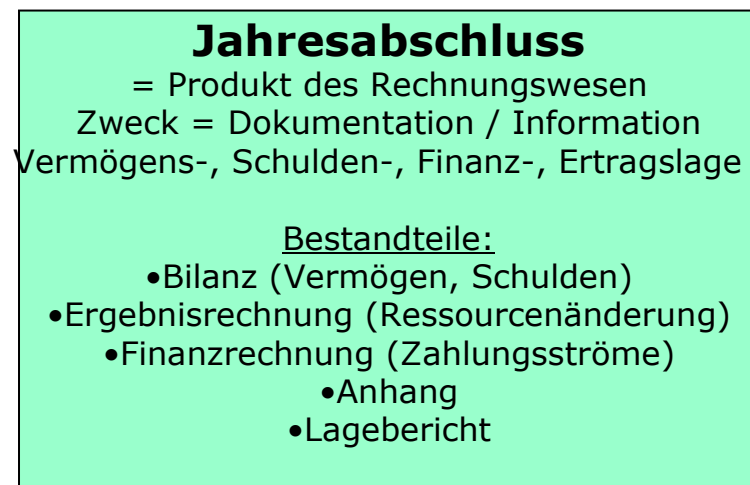 Jahresabschluss
= Produkt des Rechnungswesen
Zweck = Dokumentation / Information
Vermögens-, Schulden-, Finanz-, Ertragslage
Bestandteile:
•Bilanz (Vermögen, Schulden)
•Ergebnisrechnung (Ressourcenänderung)
•Finanzrechnung (Zahlungsströme)
•Anhang
•Lagebericht